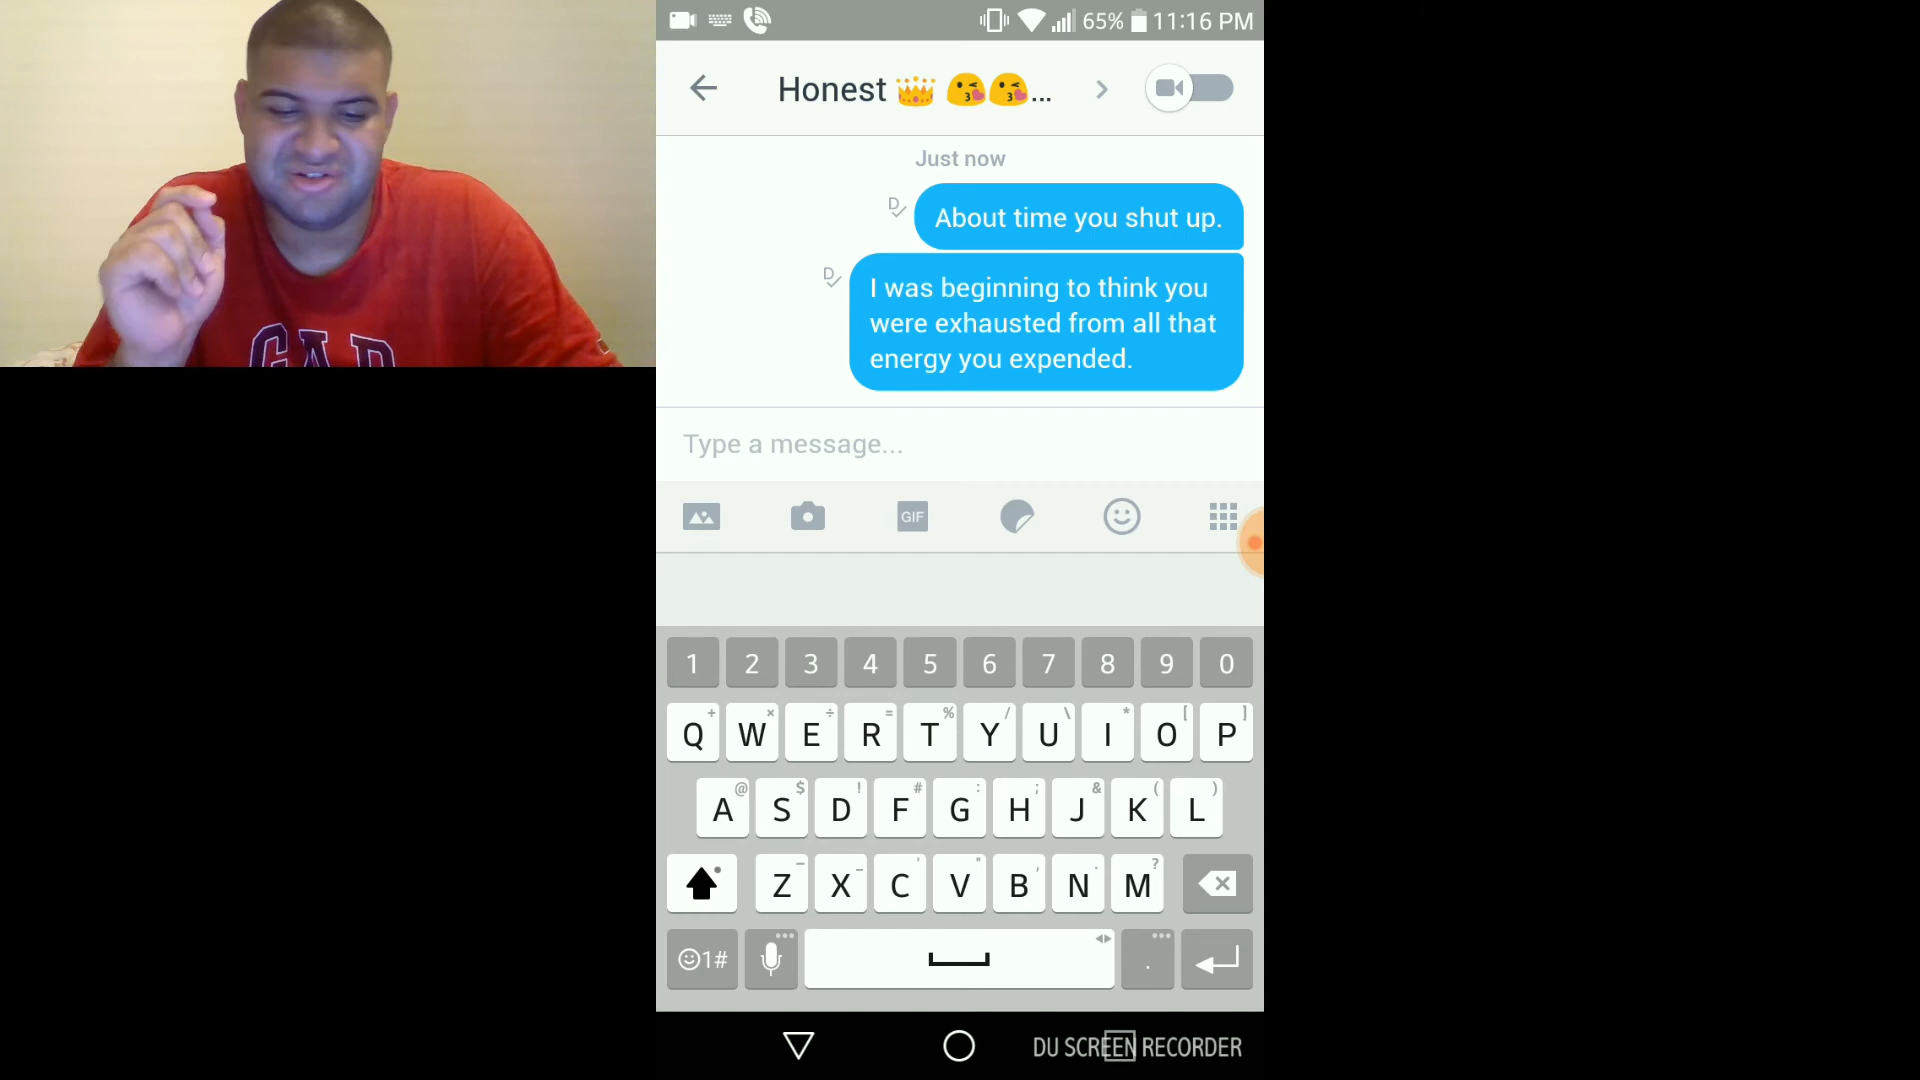 65% 11:16 PM
Honest 👑 😘😘...
Just now
D
About time you shut up.
D
I was beginning to think you
were exhausted from all that
energy you expended.
GAP
Type a message...
GIF
1 2 3 4 5 6 7 8 9 0
+ × ÷ = % / \ * [ ]
Q W E R T Y U I O P
@ $ ! # : ; & ( )
A S D F G H J K L
– _ ' " , . ?
Z X C V B N M
1# .
DU SCREEN RECORDER